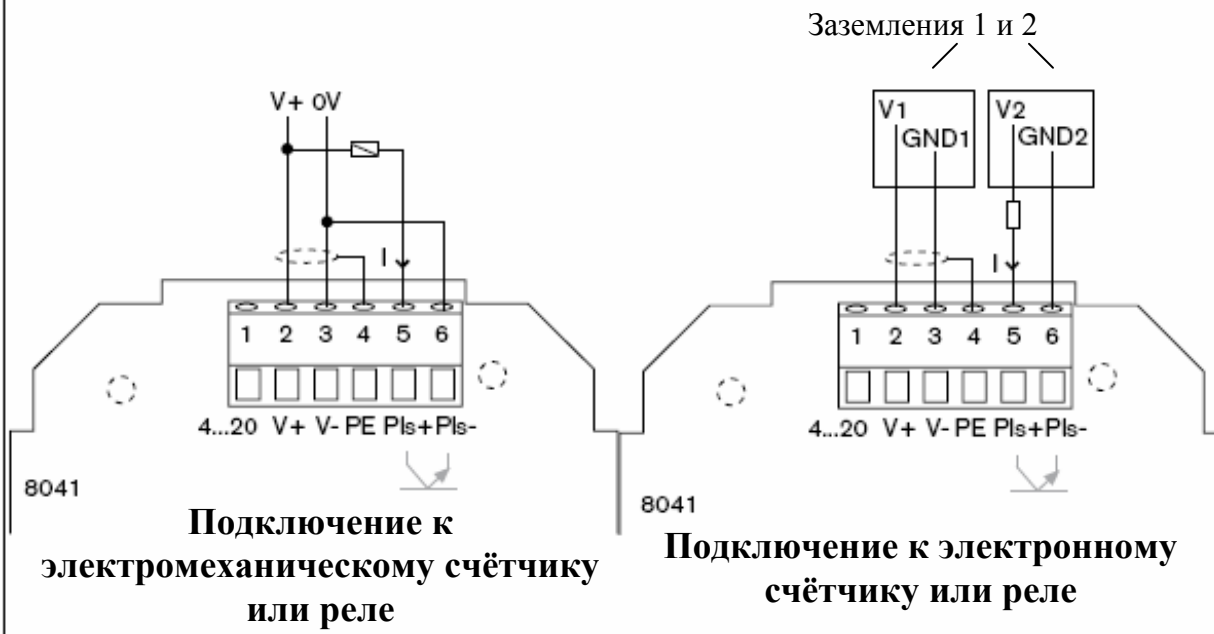 Заземления 1 и 2
V+ 0V
I
1 2 3 4 5 6
4...20 V+ V- PE Pls+ Pls-
8041
Подключение к
электромеханическому счётчику
или реле
V1
GND1
V2
GND2
I
1 2 3 4 5 6
4...20 V+ V- PE Pls+ Pls-
8041
Подключение к электронному
счётчику или реле